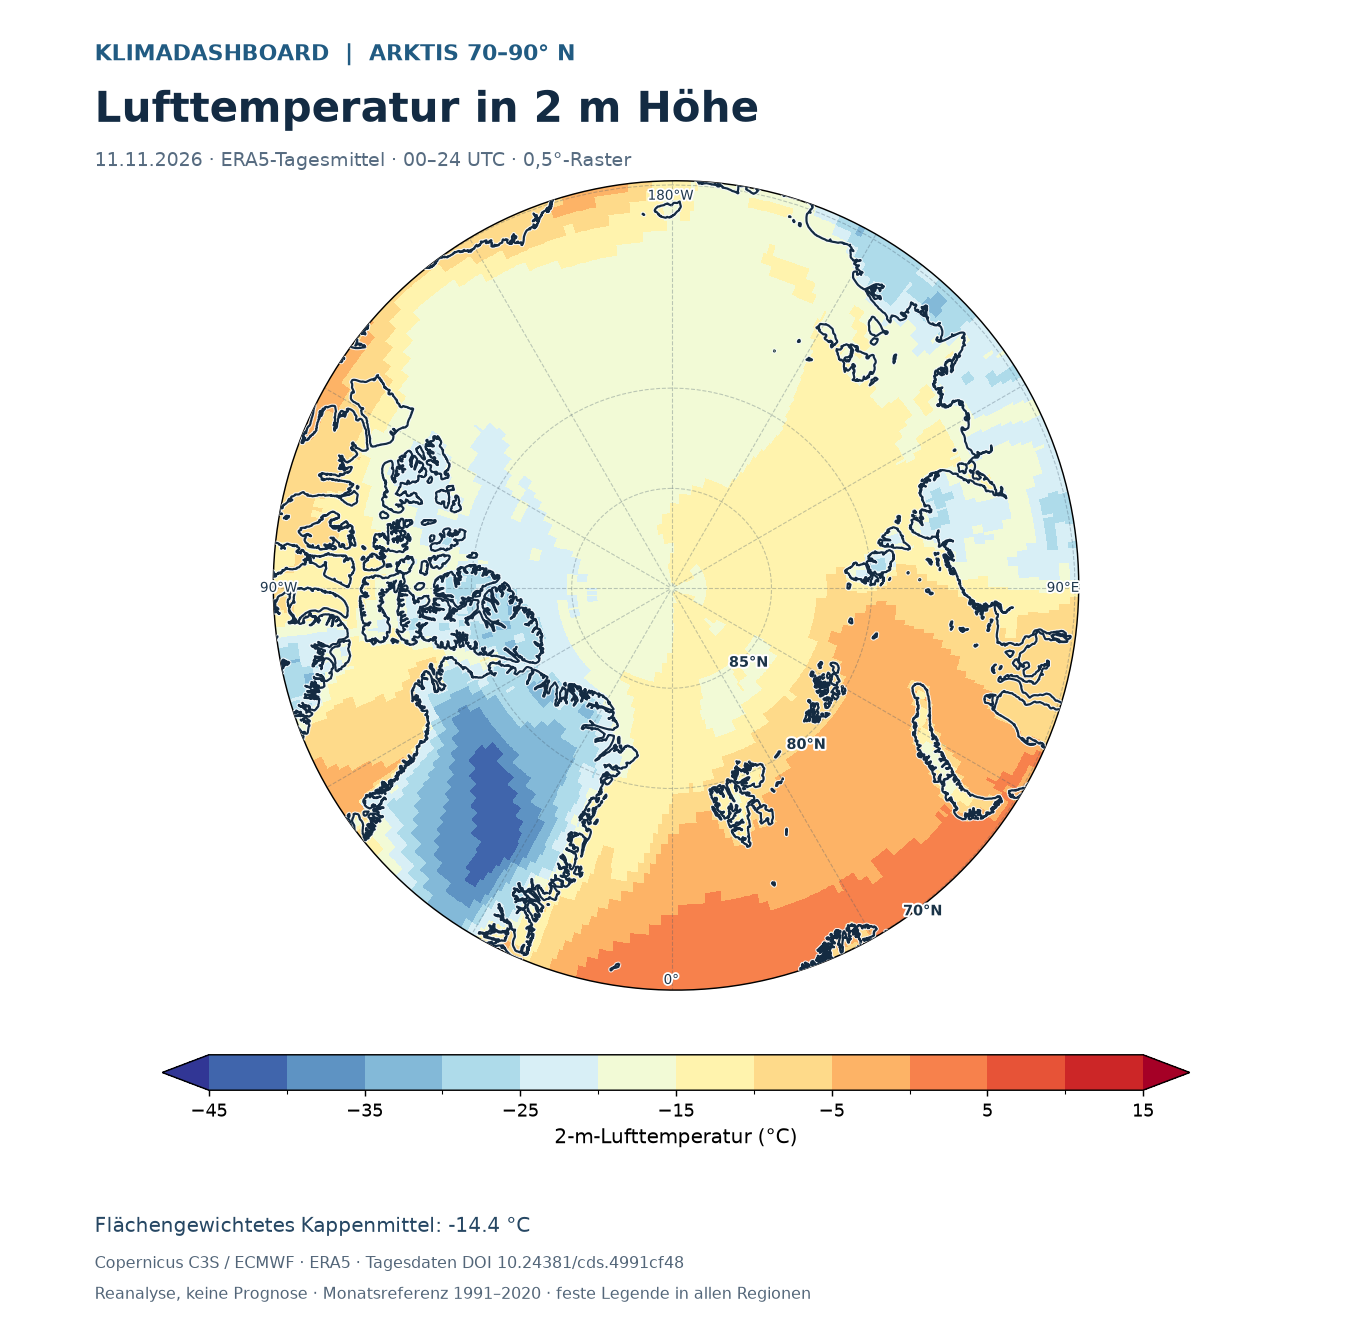 KLIMADASHBOARD | ARKTIS 70–90° N
Lufttemperatur in 2 m Höhe
11.11.2026 · ERA5-Tagesmittel · 00–24 UTC · 0,5°-Raster
180°W
90°W
90°E
85°N
80°N
70°N
0°
−45 −35 −25 −15 −5 5 15
2-m-Lufttemperatur (°C)
Flächengewichtetes Kappenmittel: -14.4 °C
Copernicus C3S / ECMWF · ERA5 · Tagesdaten DOI 10.24381/cds.4991cf48
Reanalyse, keine Prognose · Monatsreferenz 1991–2020 · feste Legende in allen Regionen